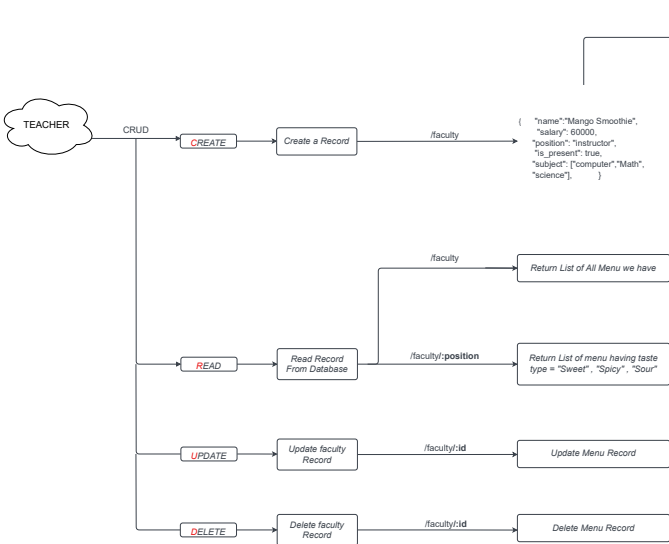 TEACHER
CRUD
CREATE
Create a Record
/faculty
{ "name":"Mango Smoothie",
"salary": 60000,
"position": "instructor",
"is_present": true,
"subject": ["computer","Math",
"science"], }
/faculty
Return List of All Menu we have
READ
Read Record
From Database
/faculty/:position
Return List of menu having taste
type = "Sweet" , "Spicy" , "Sour"
UPDATE
Update faculty
Record
/faculty/:id
Update Menu Record
DELETE
Delete faculty
Record
/faculty/:id
Delete Menu Record